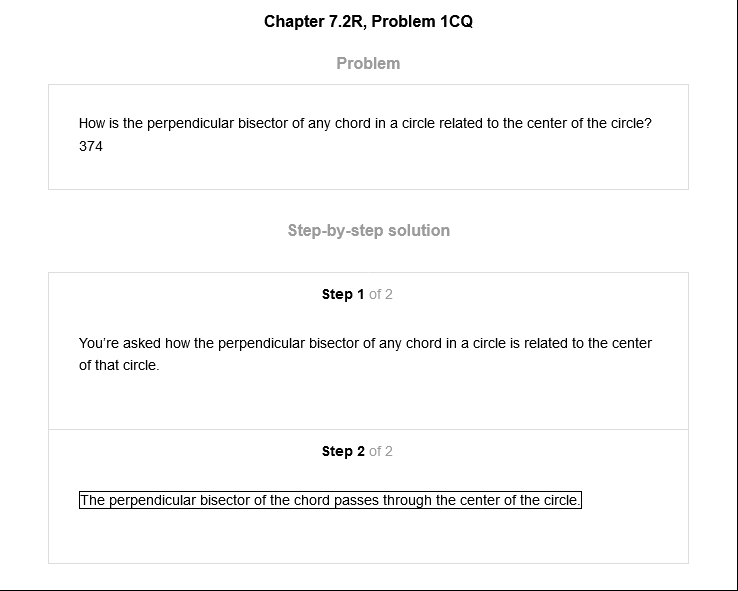 Chapter 7.2R, Problem 1CQ
Problem
How is the perpendicular bisector of any chord in a circle related to the center of the circle?
374
Step-by-step solution
Step 1 of 2
You’re asked how the perpendicular bisector of any chord in a circle is related to the center
of that circle.
Step 2 of 2
The perpendicular bisector of the chord passes through the center of the circle.